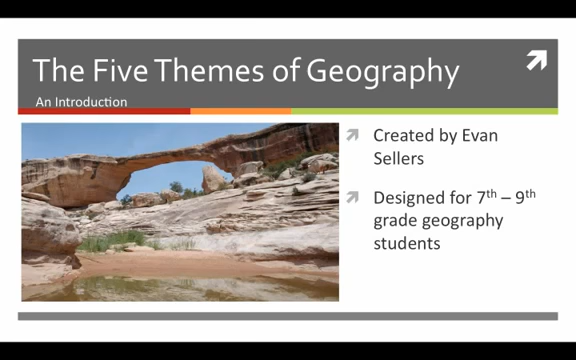 The Five Themes of Geography
An Introduction
Created by Evan
Sellers
Designed for 7th – 9th
grade geography
students